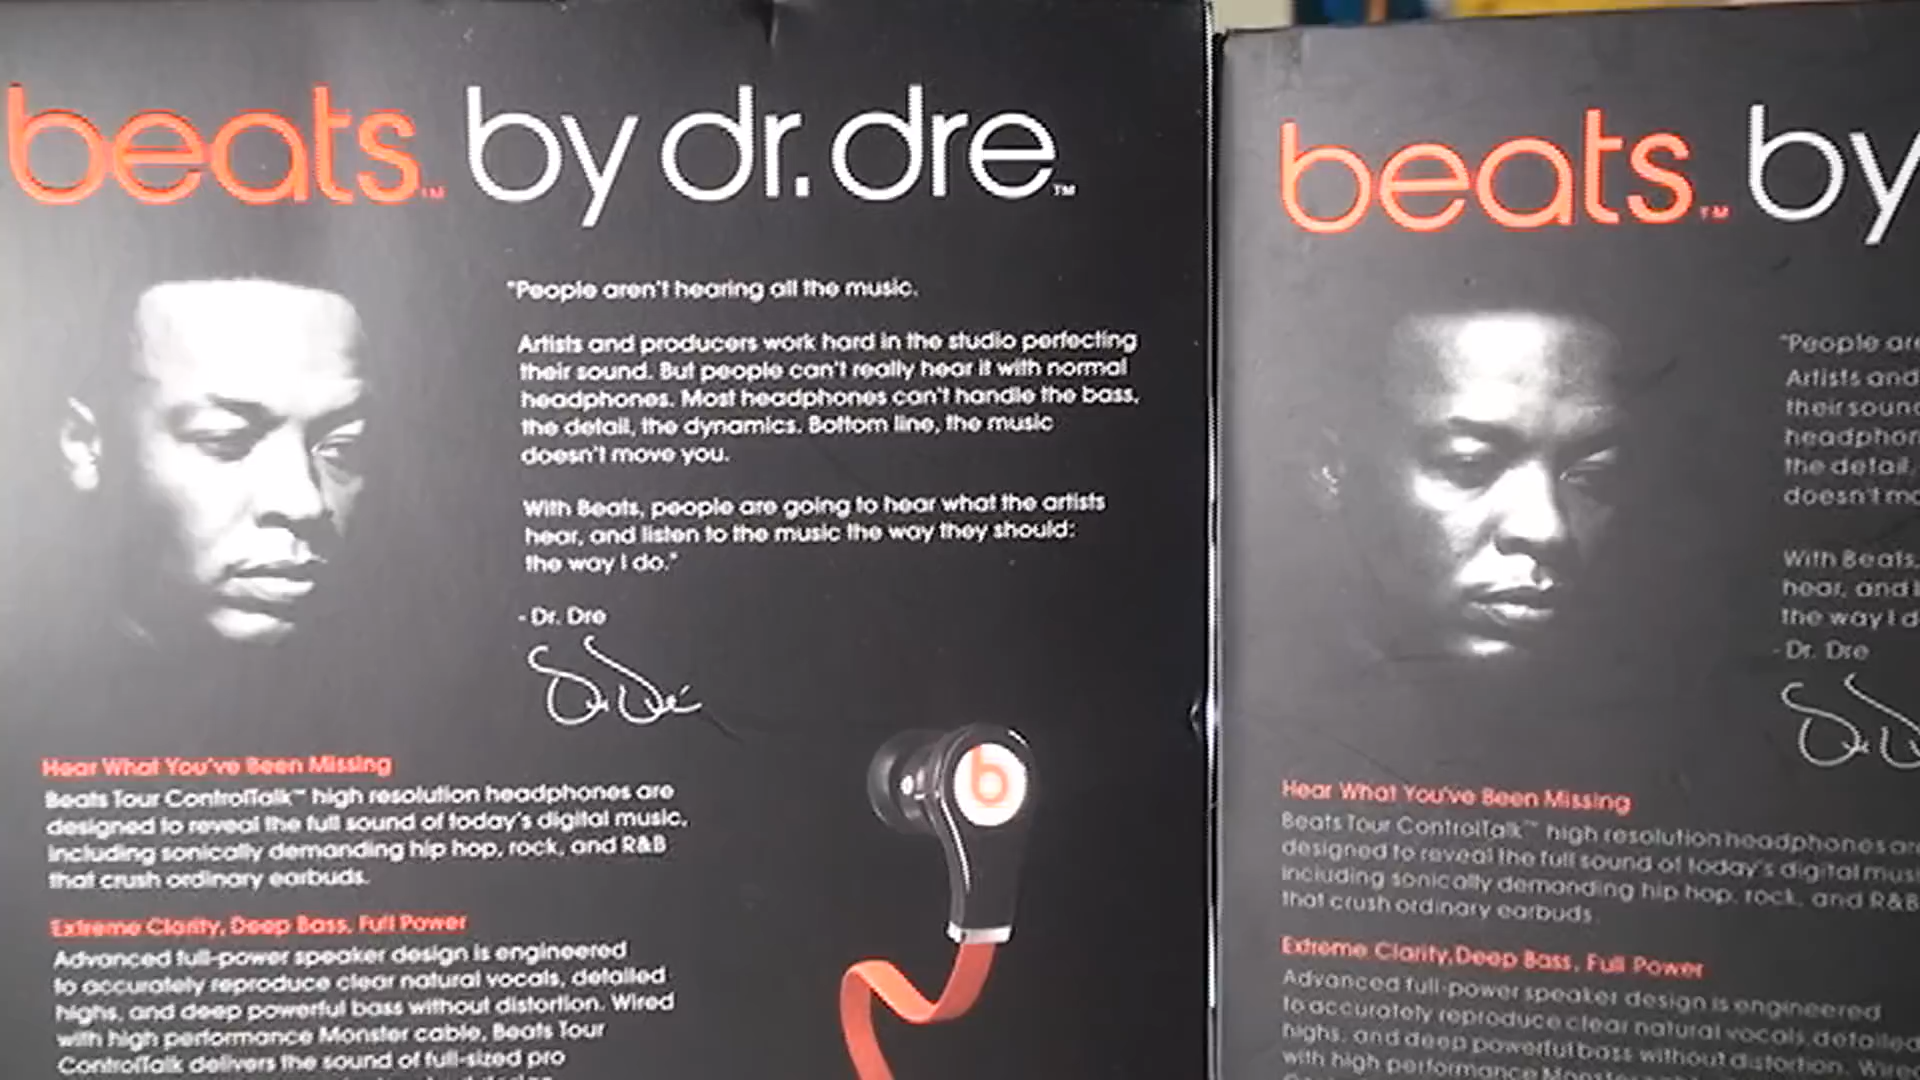 beats™ by dr. dre™
"People aren't hearing all the music.
Artists and producers work hard in the studio perfecting
their sound. But people can't really hear it with normal
headphones. Most headphones can't handle the bass,
the detail, the dynamics. Bottom line, the music
doesn't move you.
With Beats, people are going to hear what the artists
hear, and listen to the music the way they should:
the way I do."
- Dr. Dre
Hear What You've Been Missing
Beats Tour ControlTalk™ high resolution headphones are
designed to reveal the full sound of today's digital music,
including sonically demanding hip hop, rock, and R&B
that crush ordinary earbuds.
Extreme Clarity, Deep Bass, Full Power
Advanced full-power speaker design is engineered
to accurately reproduce clear natural vocals, detailed
highs, and deep powerful bass without distortion. Wired
with high performance Monster cable, Beats Tour
ControlTalk delivers the sound of full-sized pro
b
beats™ by
"People
Artists and
their
the detail,
With Beats,
hear, and
the way I
- Dr. Dre
Hear What You've Been Missing
Beats Tour ControlTalk™ high resolution headphones
designed to reveal the full sound of today's digital
including sonically demanding hip hop, rock, and R&B
that crush ordinary earbuds.
Extreme Clarity, Deep Bass, Full Power
Advanced full-power speaker design is engineered
to accurately reproduce clear natural vocals, detailed
highs, and deep powerful bass without distortion.
with high performance